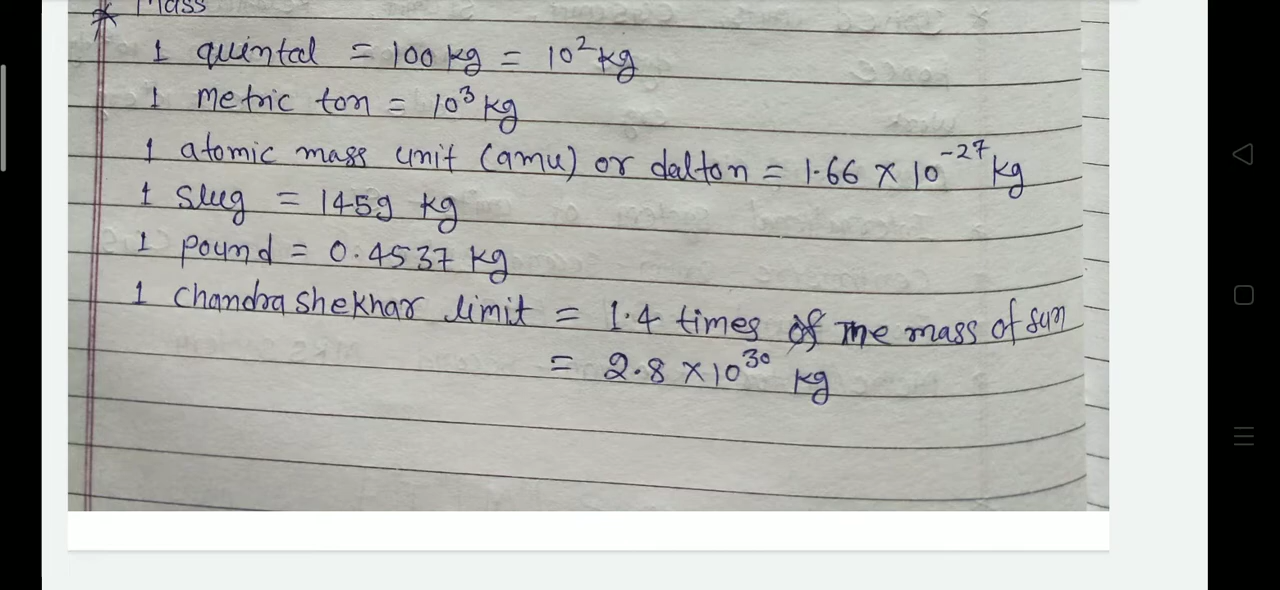 * Mass
1 quintal = 100 kg = 10² kg
1 metric ton = 10³ kg
1 atomic mass unit (amu) or dalton = 1.66 × 10⁻²⁷ kg
1 slug = 1459 kg
1 pound = 0.4537 kg
1 chandrashekhar limit = 1.4 times of the mass of sun
= 2.8 × 10³⁰ kg